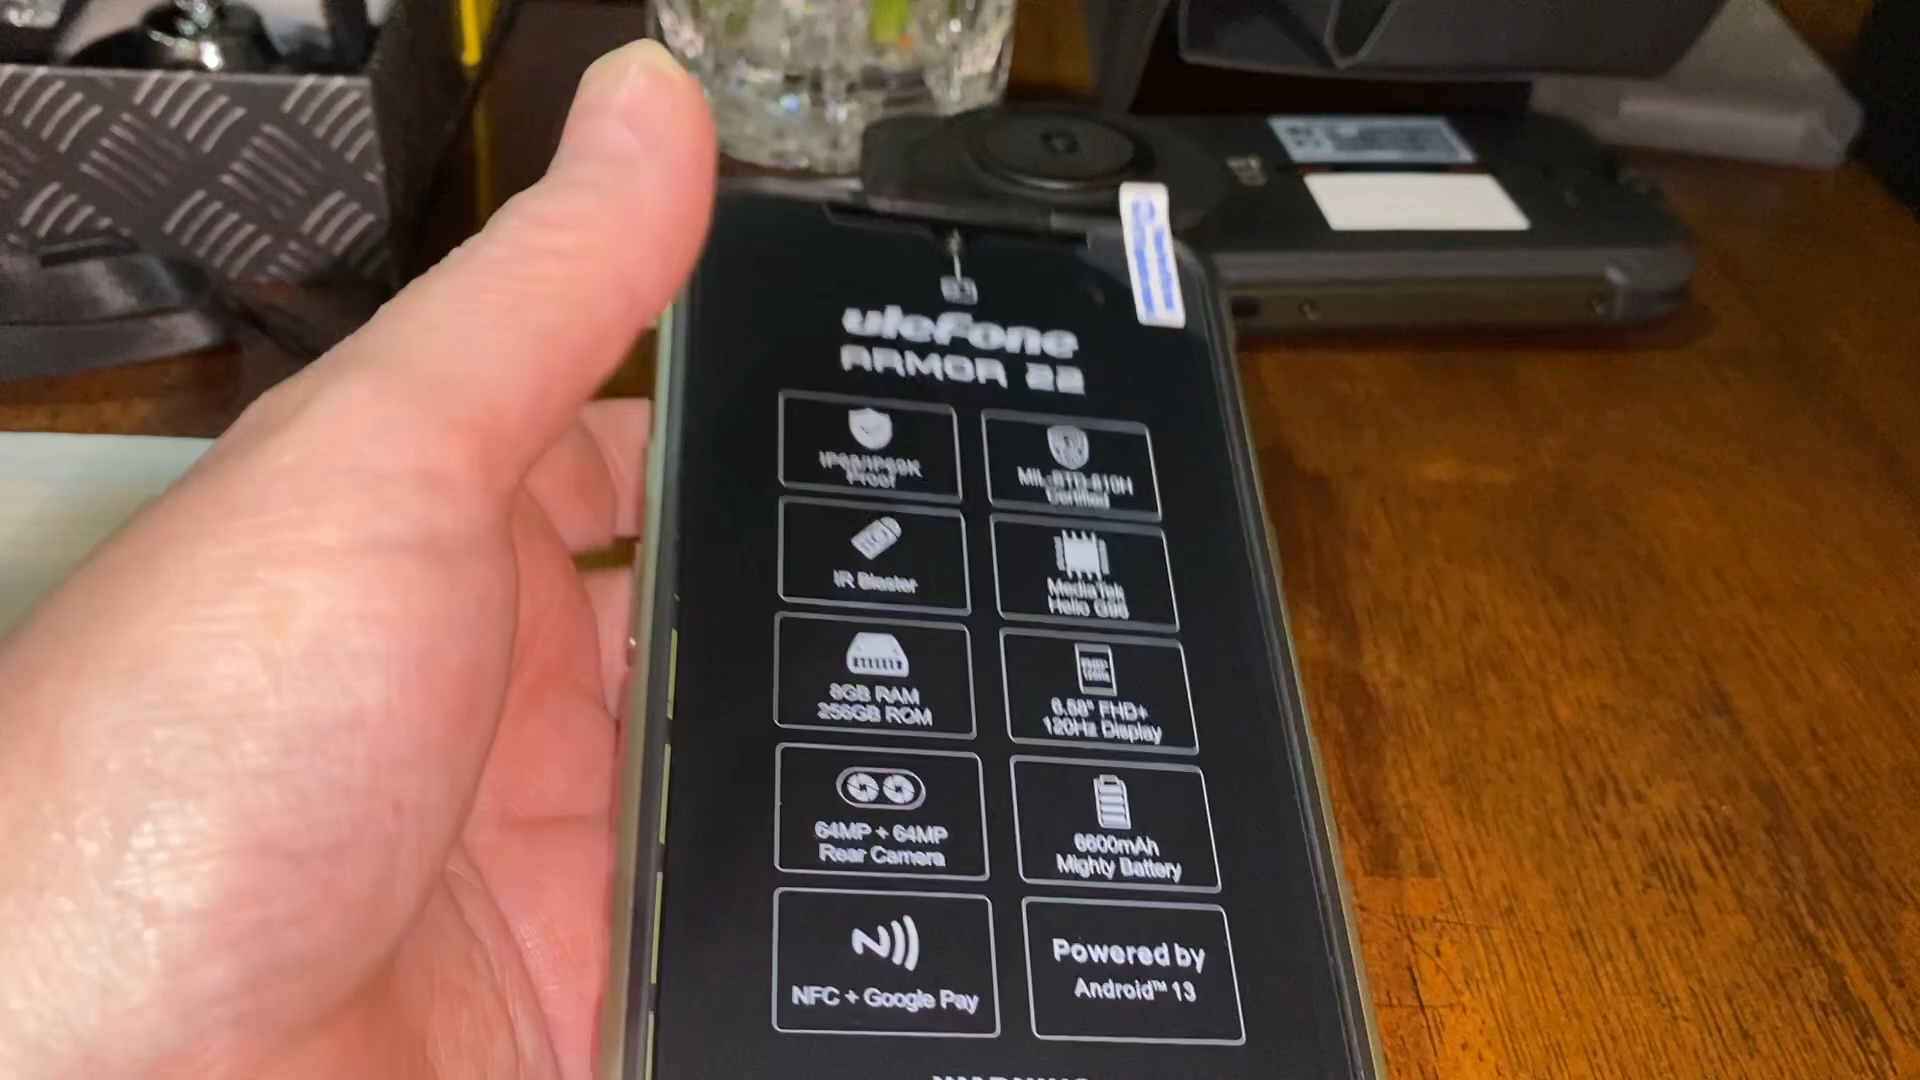 ulefone
ARMOR 22
IP68/IP69K
Proof
MIL-STD-810H
Certified
IR Blaster
MediaTek
Helio G96
8GB RAM
256GB ROM
6.58" FHD+
120Hz Display
64MP + 64MP
Rear Camera
6600mAh
Mighty Battery
NFC + Google Pay
Powered by
Android™ 13
WARNING